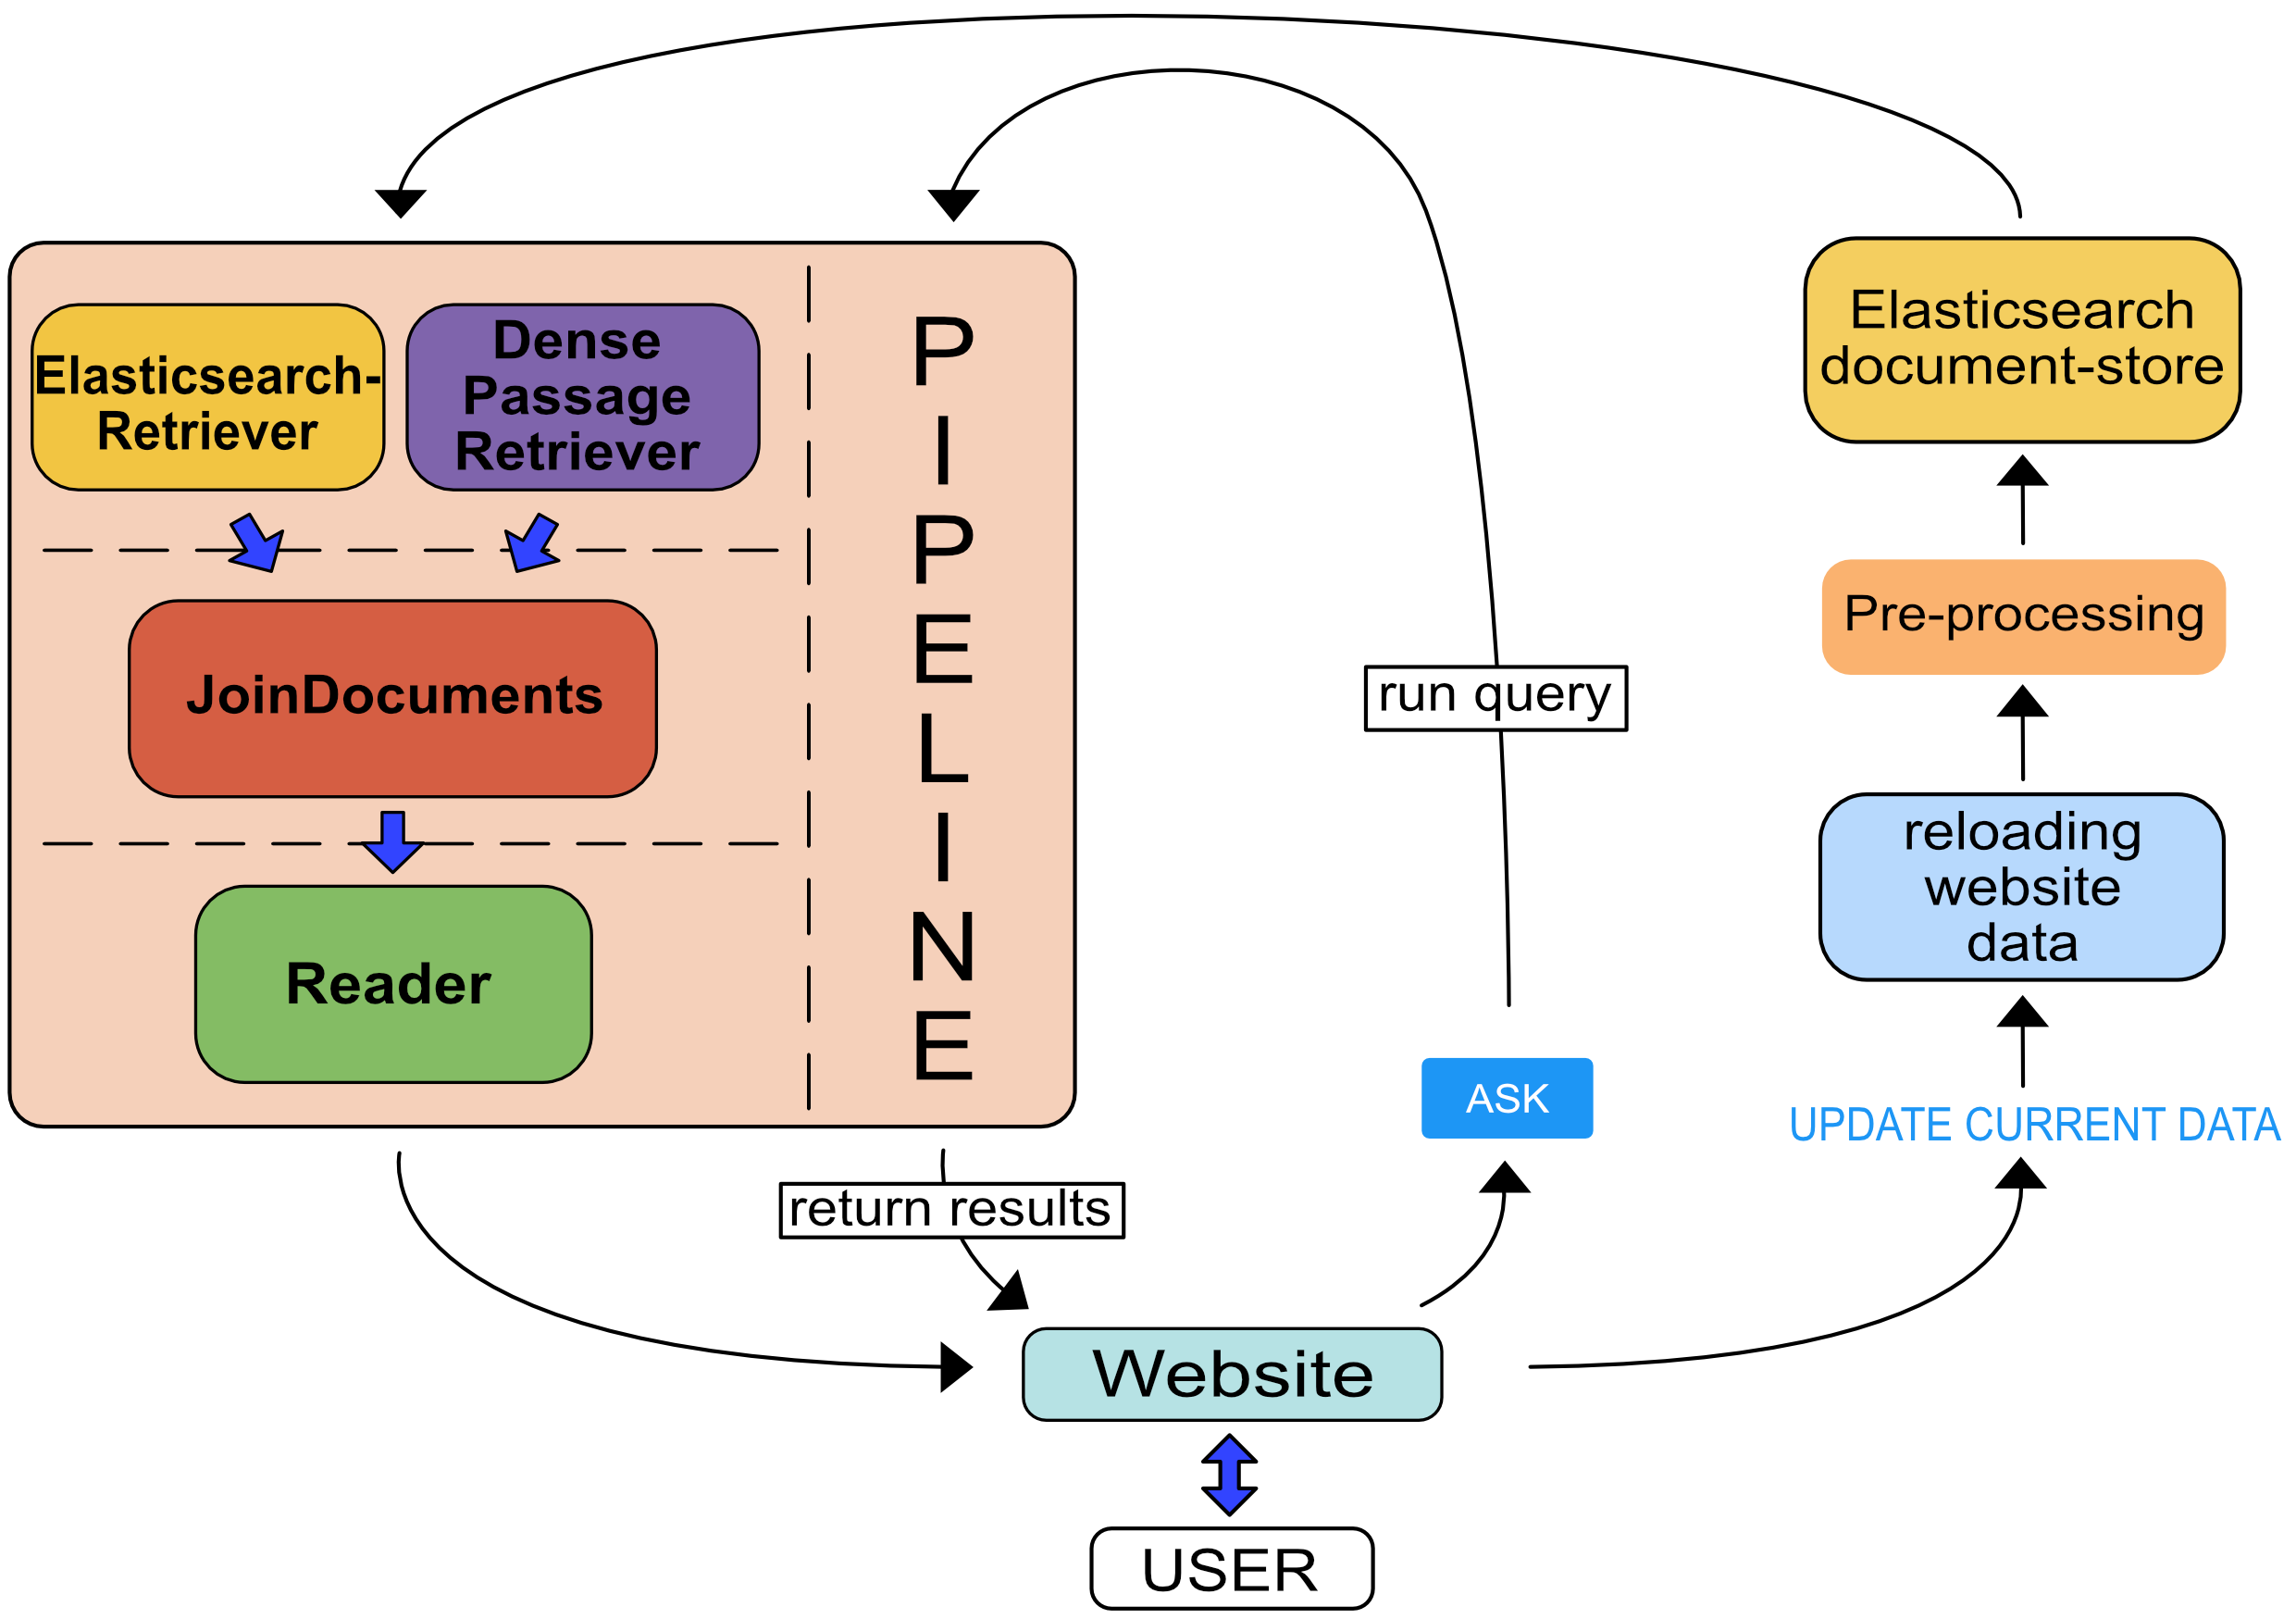 Elasticsearch-
Retriever
Dense
Passage
Retriever
JoinDocuments
Reader
P
I
P
E
L
I
N
E
run query
Elasticsearch
document-store
Pre-processing
reloading
website
data
ASK
UPDATE CURRENT DATA
return results
Website
USER